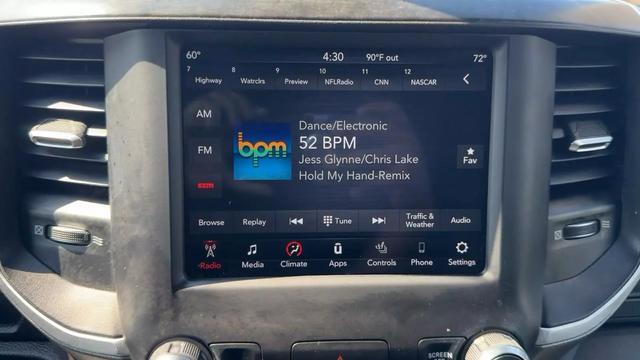 60° 4:30 90°F out 72°
7 8 9 10 11 12
Highway Watrclrs Preview NFLRadio CNN NASCAR
AM
FM
bpm
Dance/Electronic
52 BPM
Jess Glynne/Chris Lake
Hold My Hand-Remix
Fav
Browse Replay Tune Traffic & Weather Audio
Radio Media Climate Apps Controls Phone Settings
SCREEN